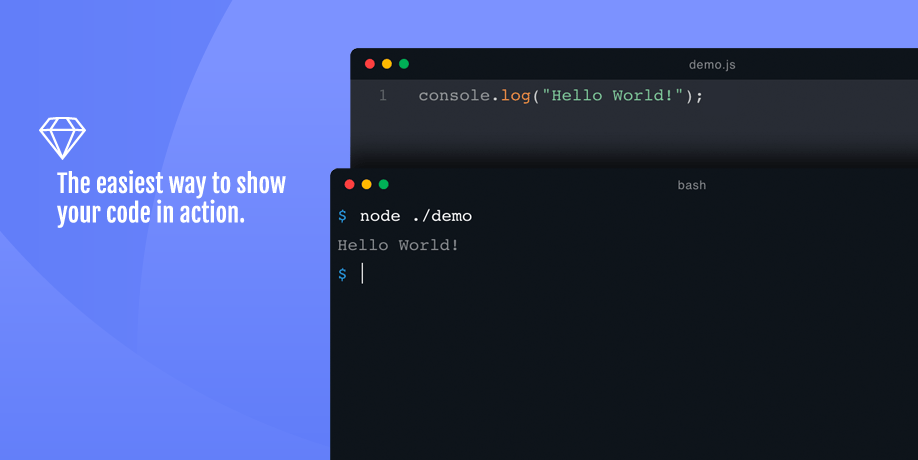 The easiest way to show
your code in action.
demo.js
1 console.log("Hello World!");
bash
$ node ./demo
Hello World!
$